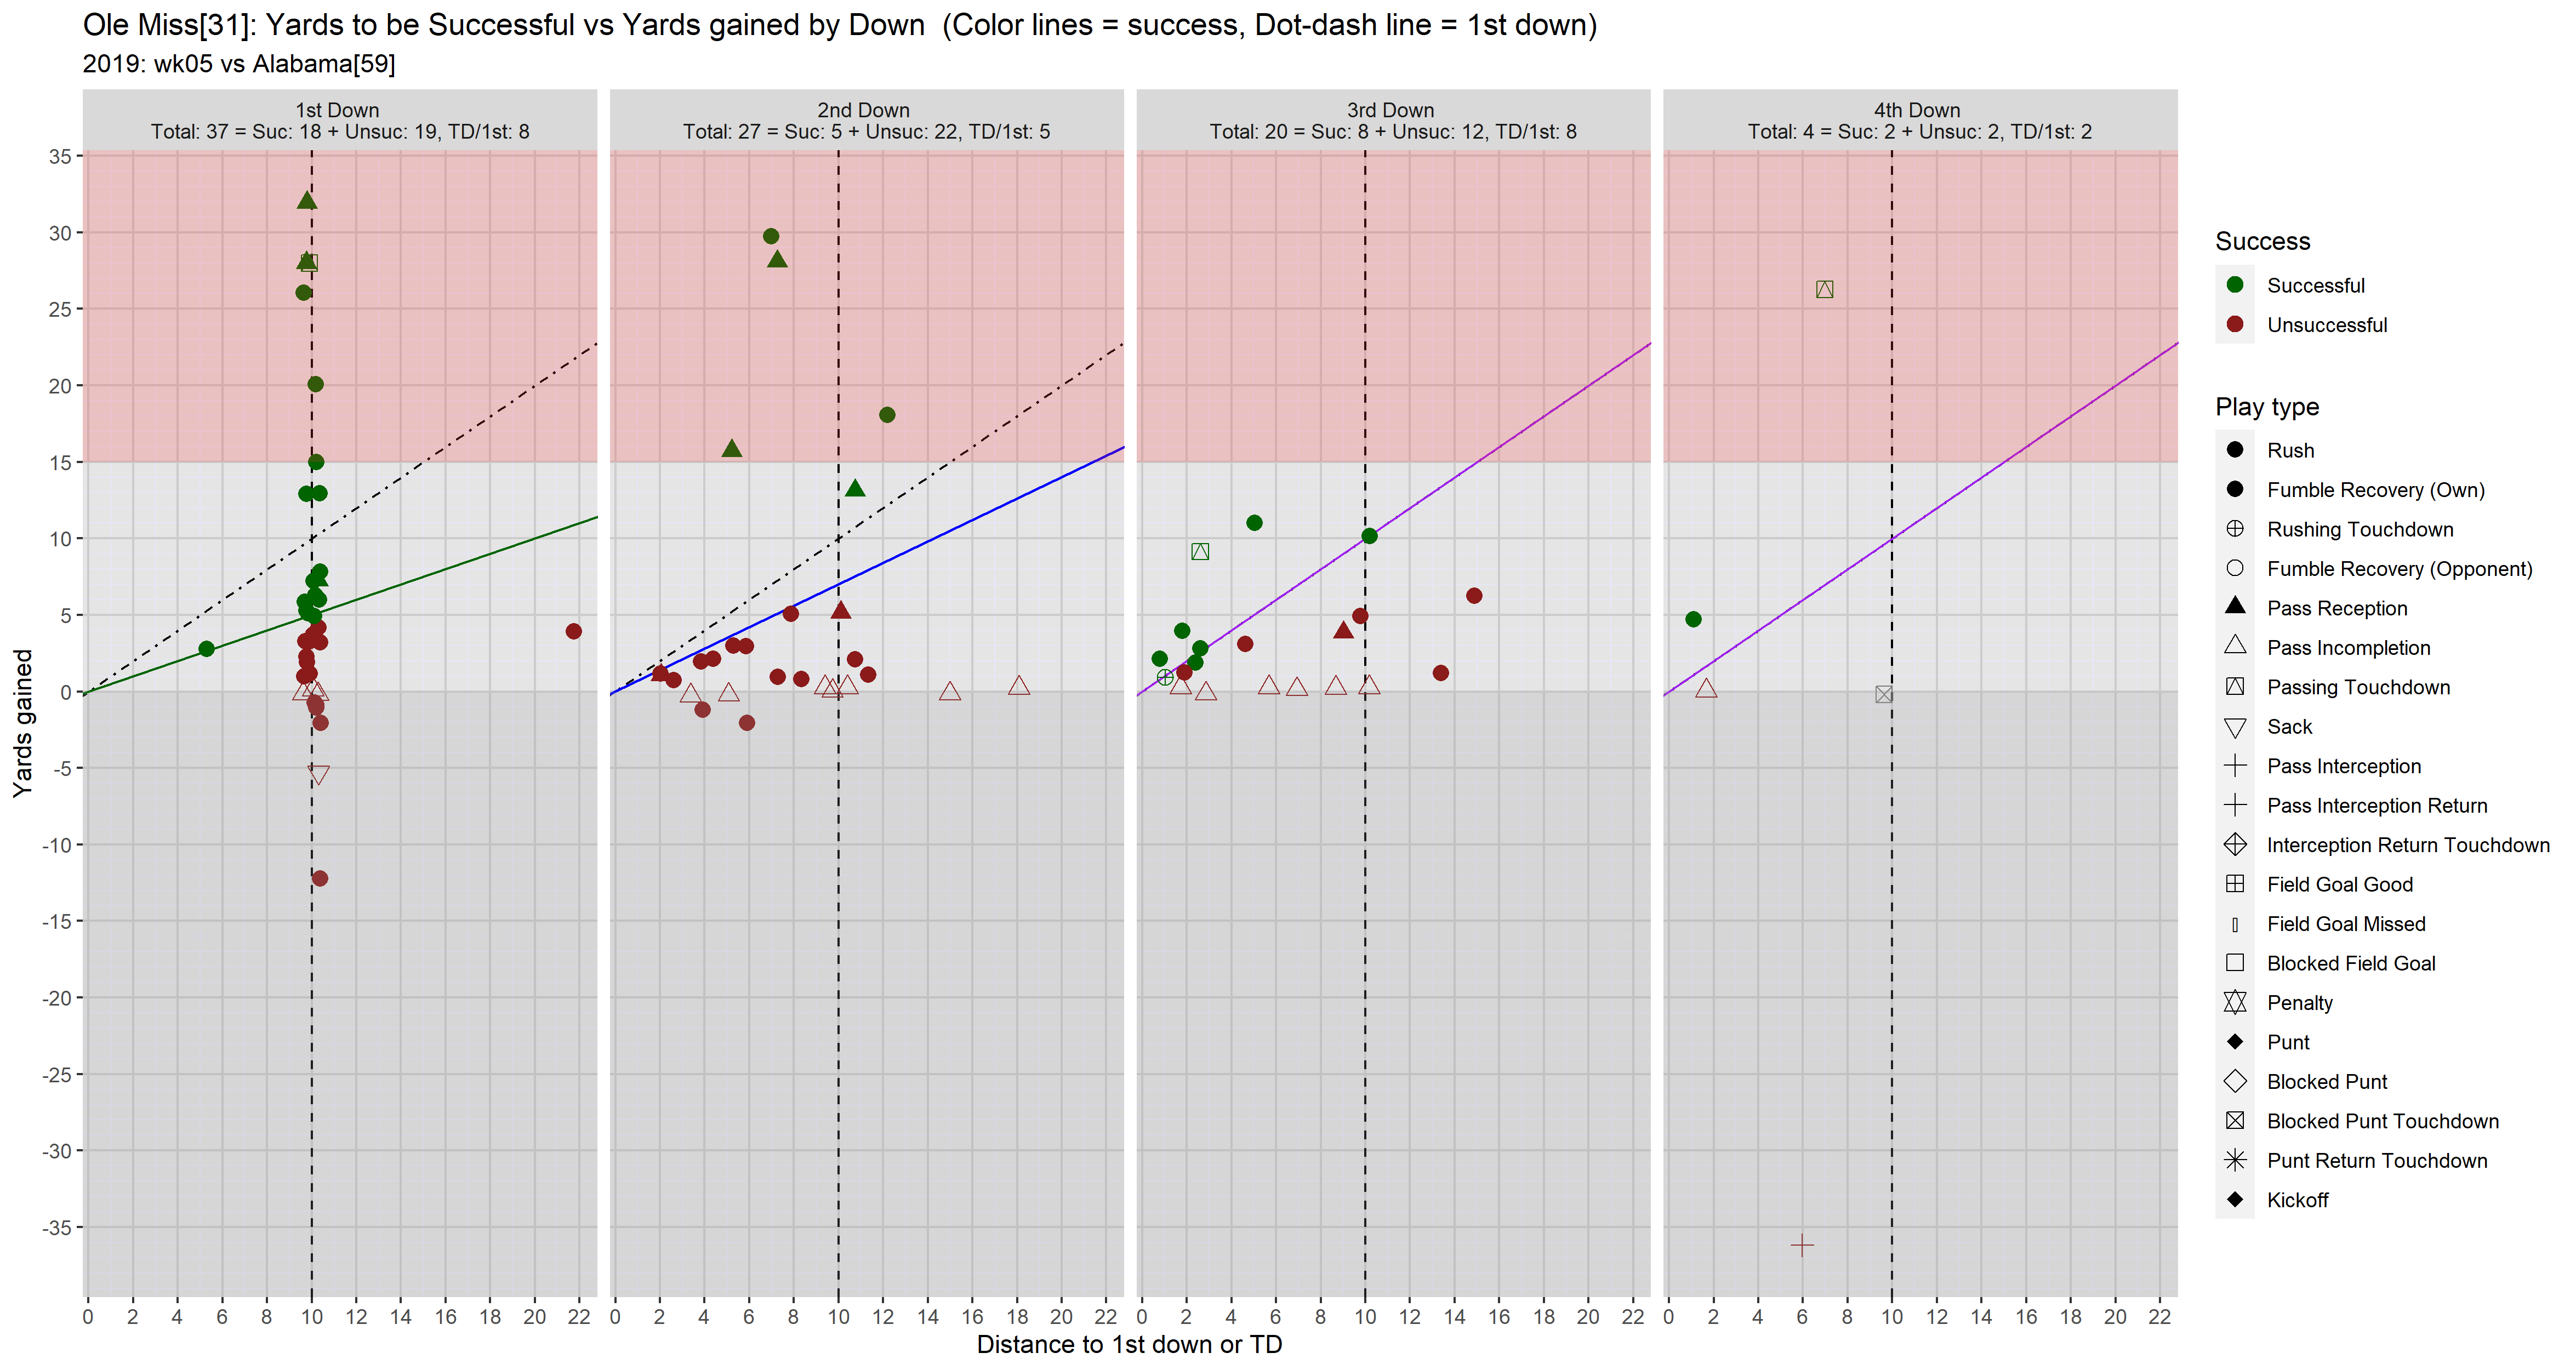 Ole Miss[31]: Yards to be Successful vs Yards gained by Down  (Color lines = success, Dot-dash line = 1st down)
2019: wk05 vs Alabama[59]
1st Down
Total: 37 = Suc: 18 + Unsuc: 19, TD/1st: 8
2nd Down
Total: 27 = Suc: 5 + Unsuc: 22, TD/1st: 5
3rd Down
Total: 20 = Suc: 8 + Unsuc: 12, TD/1st: 8
4th Down
Total: 4 = Suc: 2 + Unsuc: 2, TD/1st: 2
Yards gained
35
30
25
20
15
10
5
0
-5
-10
-15
-20
-25
-30
-35
0 2 4 6 8 10 12 14 16 18 20 22
0 2 4 6 8 10 12 14 16 18 20 22
0 2 4 6 8 10 12 14 16 18 20 22
0 2 4 6 8 10 12 14 16 18 20 22
Distance to 1st down or TD
Success
Successful
Unsuccessful
Play type
Rush
Fumble Recovery (Own)
Rushing Touchdown
Fumble Recovery (Opponent)
Pass Reception
Pass Incompletion
Passing Touchdown
Sack
Pass Interception
Pass Interception Return
Interception Return Touchdown
Field Goal Good
Field Goal Missed
Blocked Field Goal
Penalty
Punt
Blocked Punt
Blocked Punt Touchdown
Punt Return Touchdown
Kickoff